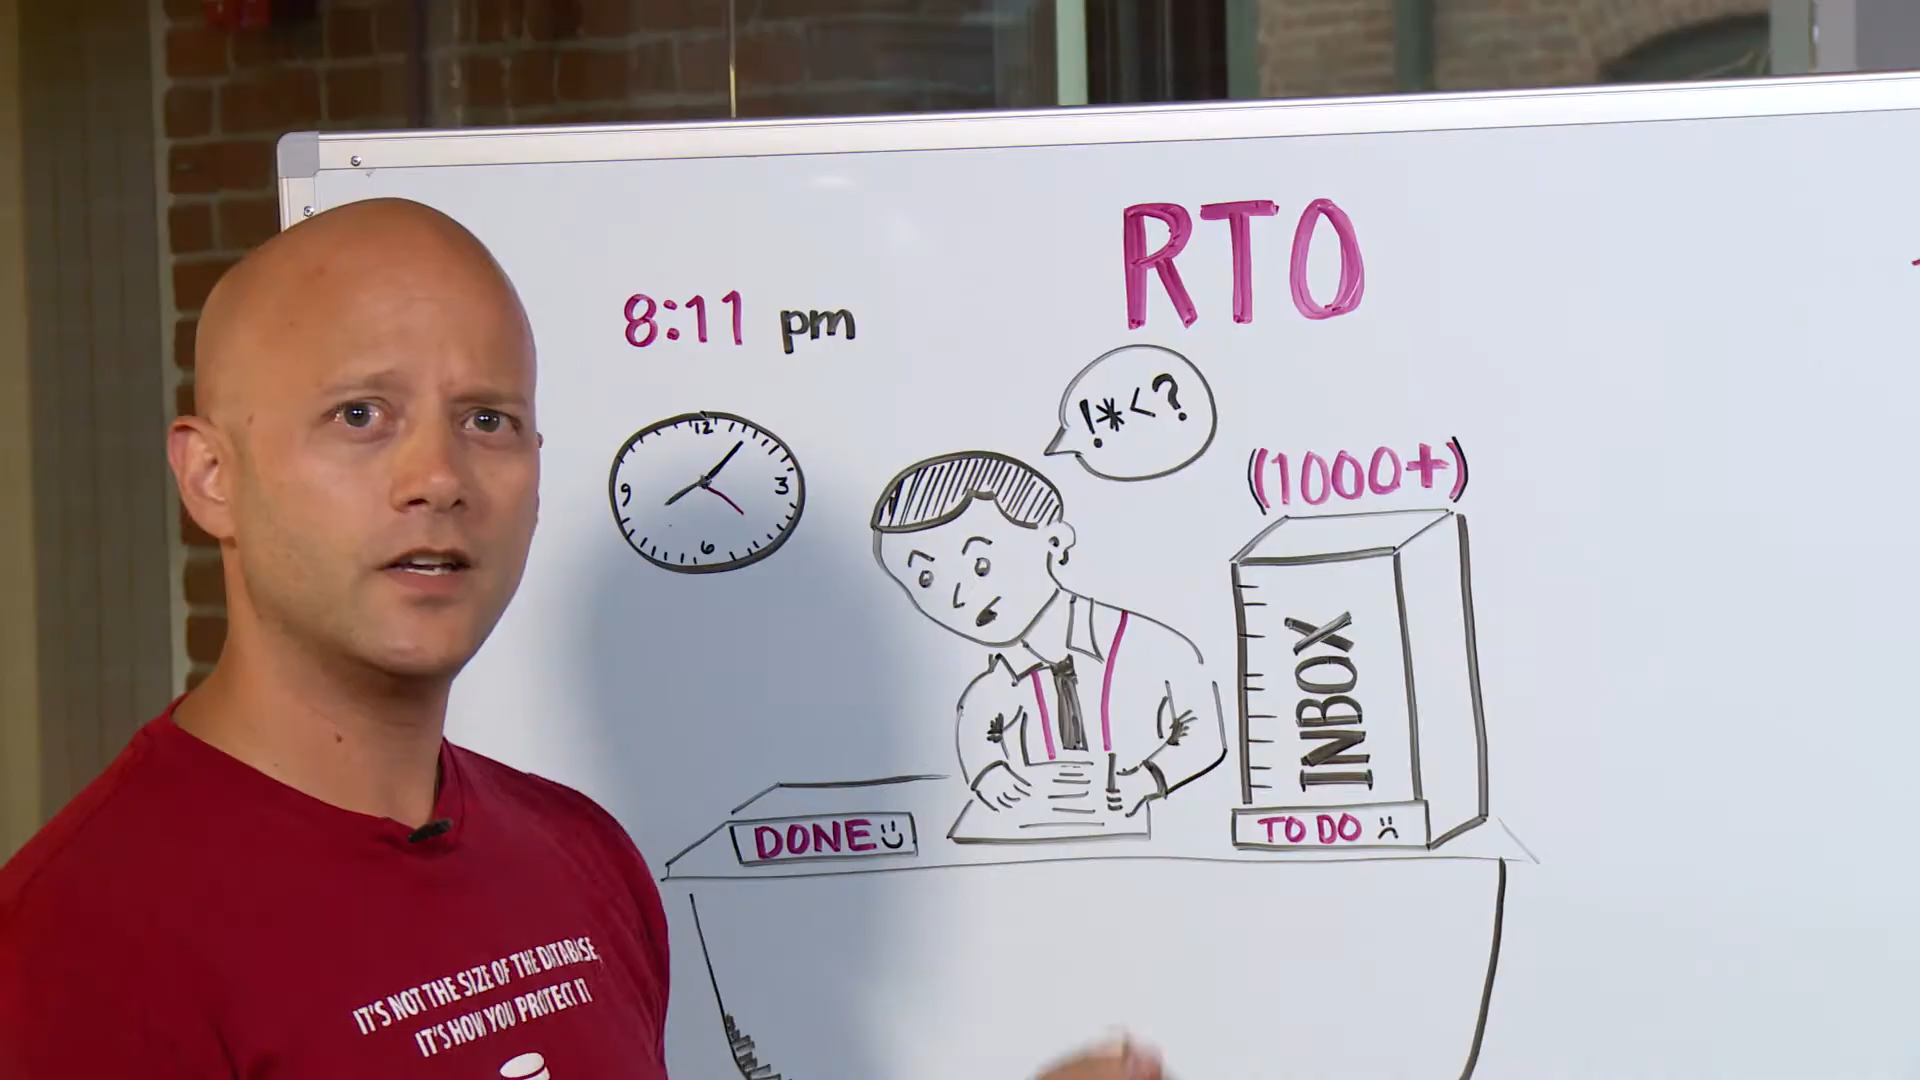 RTO
8:11 pm
!*<?
12
9
3
6
(1000+)
INBOX
DONE
TO DO
IT'S NOT THE SIZE OF THE DATABASE,
IT'S HOW YOU PROTECT IT